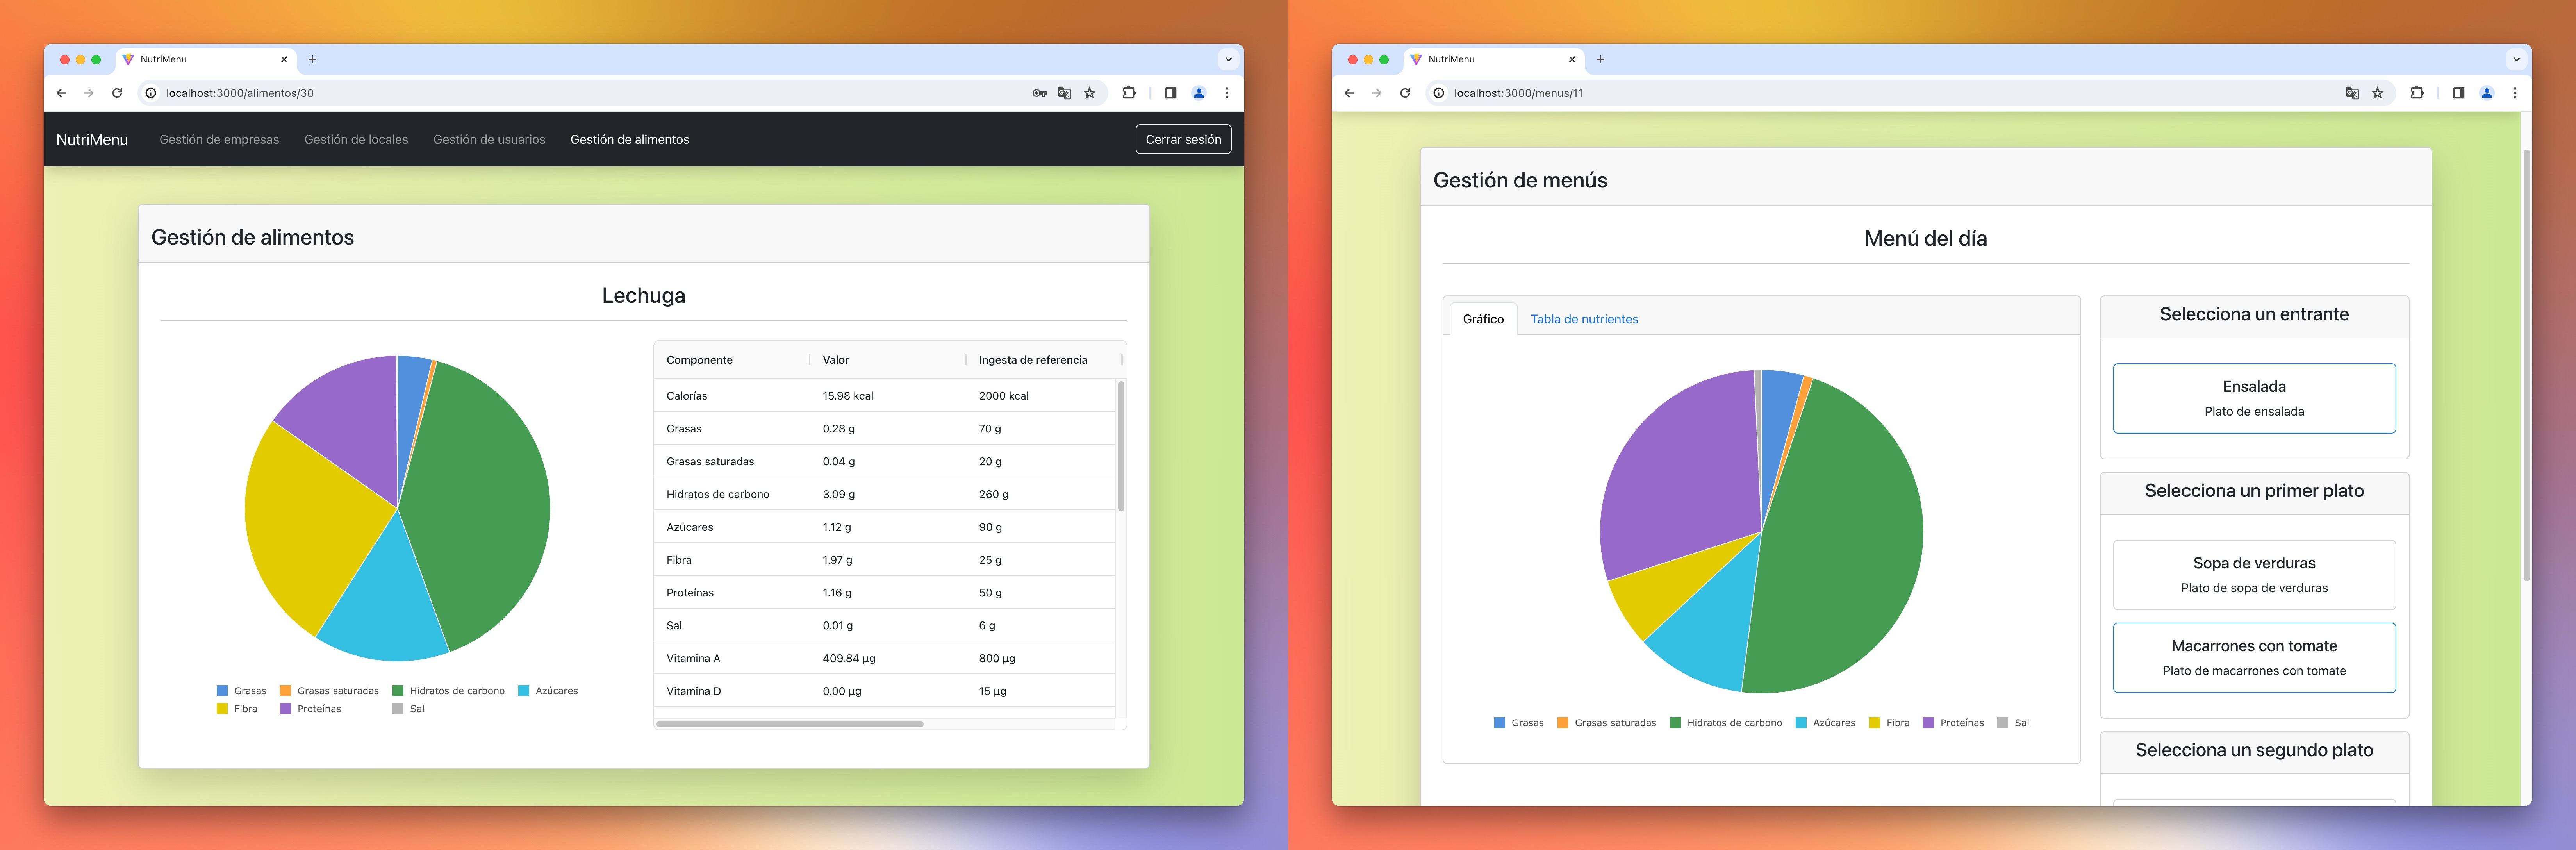 NutriMenu
localhost:3000/alimentos/30
NutriMenu Gestión de empresas Gestión de locales Gestión de usuarios Gestión de alimentos Cerrar sesión
Gestión de alimentos
Lechuga
Componente Valor Ingesta de referencia
Calorías 15.98 kcal 2000 kcal
Grasas 0.28 g 70 g
Grasas saturadas 0.04 g 20 g
Hidratos de carbono 3.09 g 260 g
Azúcares 1.12 g 90 g
Fibra 1.97 g 25 g
Proteínas 1.16 g 50 g
Sal 0.01 g 6 g
Vitamina A 409.84 µg 800 µg
Vitamina D 0.00 µg 15 µg
Grasas Grasas saturadas Hidratos de carbono Azúcares
Fibra Proteínas Sal
NutriMenu
localhost:3000/menus/11
Gestión de menús
Menú del día
Gráfico Tabla de nutrientes
Grasas Grasas saturadas Hidratos de carbono Azúcares Fibra Proteínas Sal
Selecciona un entrante
Ensalada
Plato de ensalada
Selecciona un primer plato
Sopa de verduras
Plato de sopa de verduras
Macarrones con tomate
Plato de macarrones con tomate
Selecciona un segundo plato